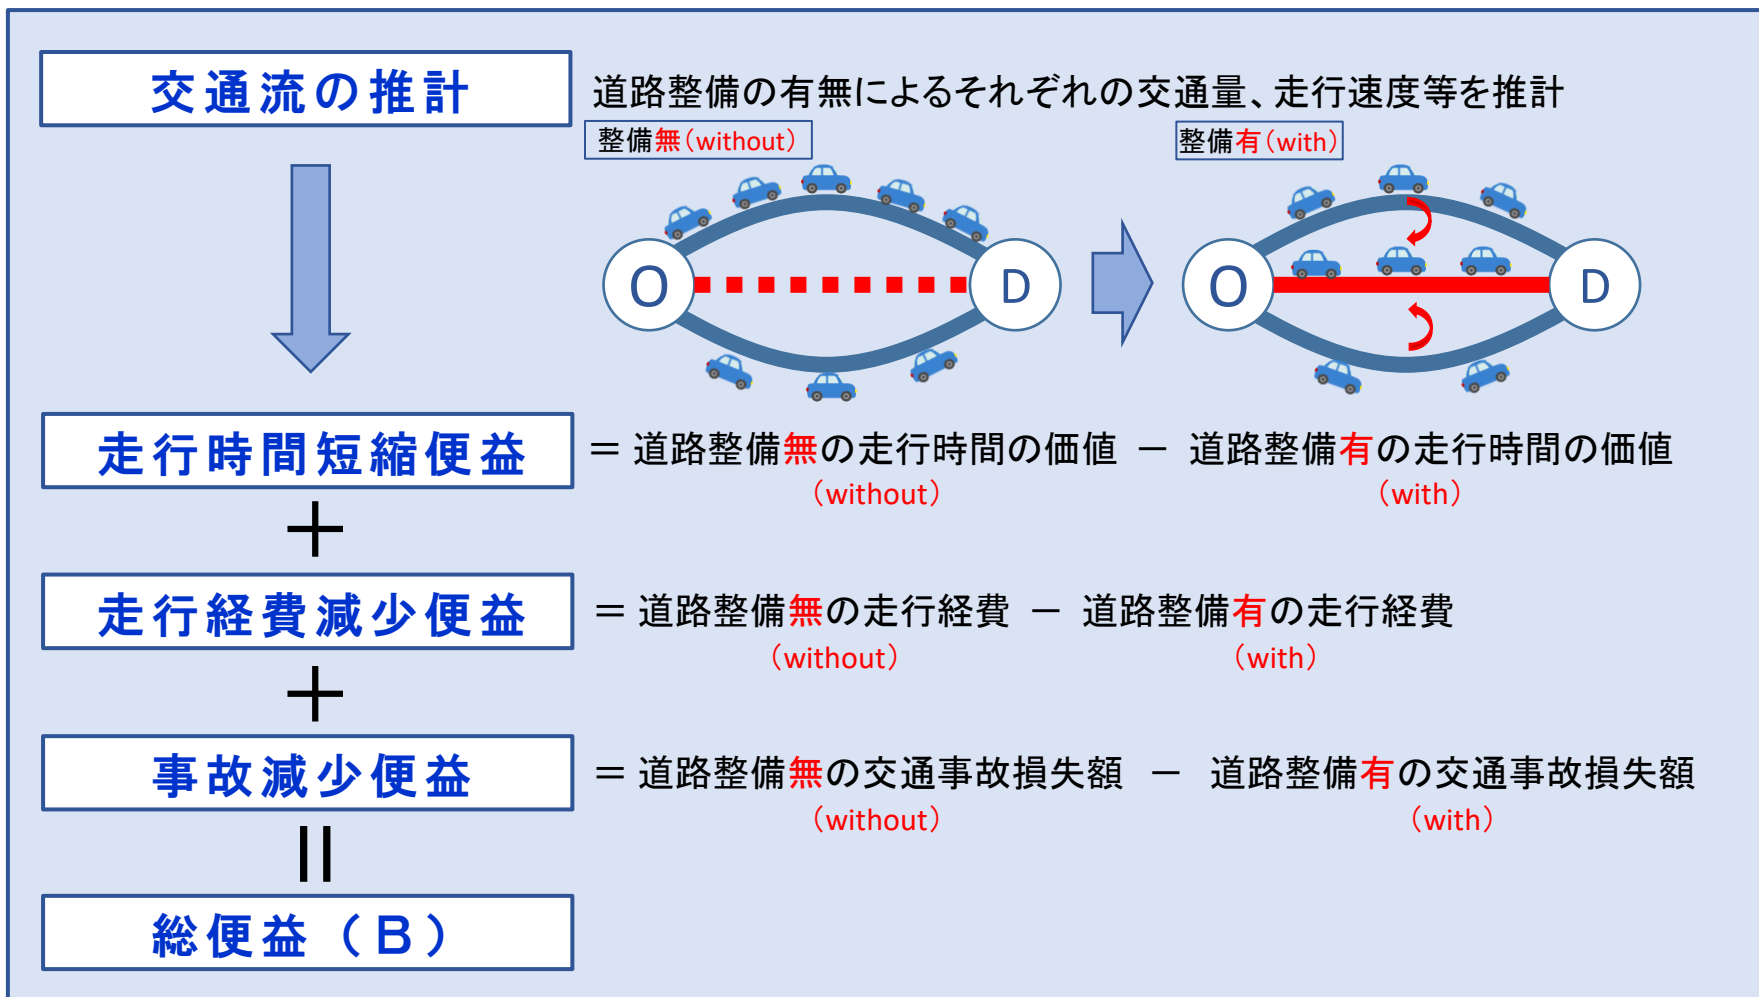 交通流の推計
道路整備の有無によるそれぞれの交通量、走行速度等を推計
整備無（without）
整備有（with）
O
D
O
D
走行時間短縮便益
＝ 道路整備無の走行時間の価値 － 道路整備有の走行時間の価値
（without）
（with）
＋
走行経費減少便益
＝ 道路整備無の走行経費 － 道路整備有の走行経費
（without）
（with）
＋
事故減少便益
＝ 道路整備無の交通事故損失額 － 道路整備有の交通事故損失額
（without）
（with）
＝
総便益（Ｂ）